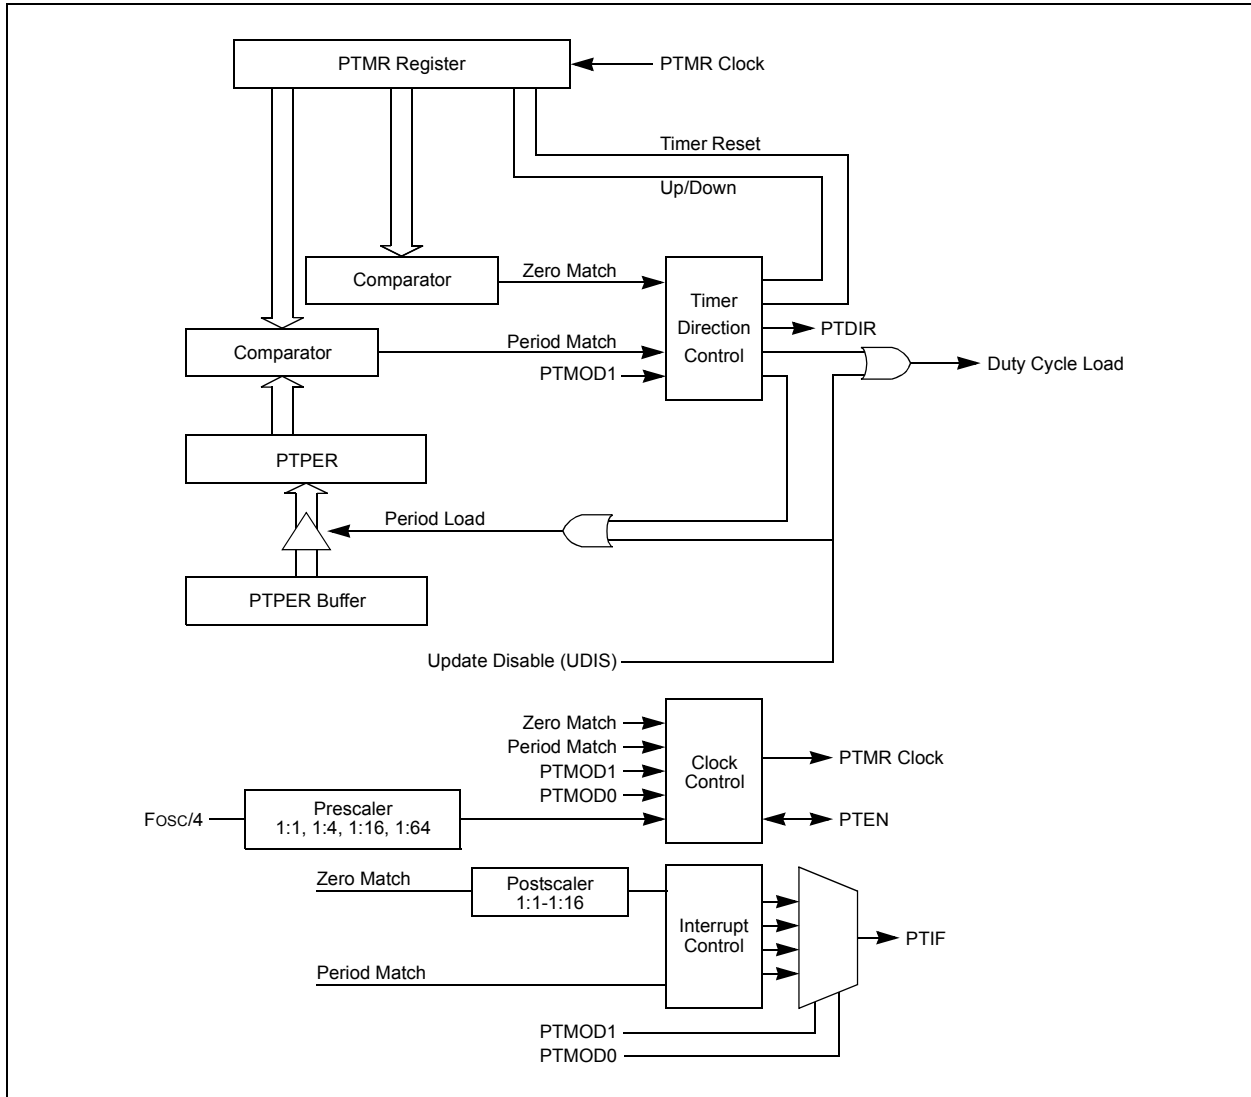 PTMR Register
PTMR Clock
Timer Reset
Up/Down
Comparator
Zero Match
Timer
Direction
Control
PTDIR
Comparator
Period Match
PTMOD1
Duty Cycle Load
PTPER
Period Load
PTPER Buffer
Update Disable (UDIS)
Zero Match
Period Match
PTMOD1
PTMOD0
Clock
Control
PTMR Clock
PTEN
Fosc/4
Prescaler
1:1, 1:4, 1:16, 1:64
Zero Match
Postscaler
1:1-1:16
Interrupt
Control
PTIF
Period Match
PTMOD1
PTMOD0